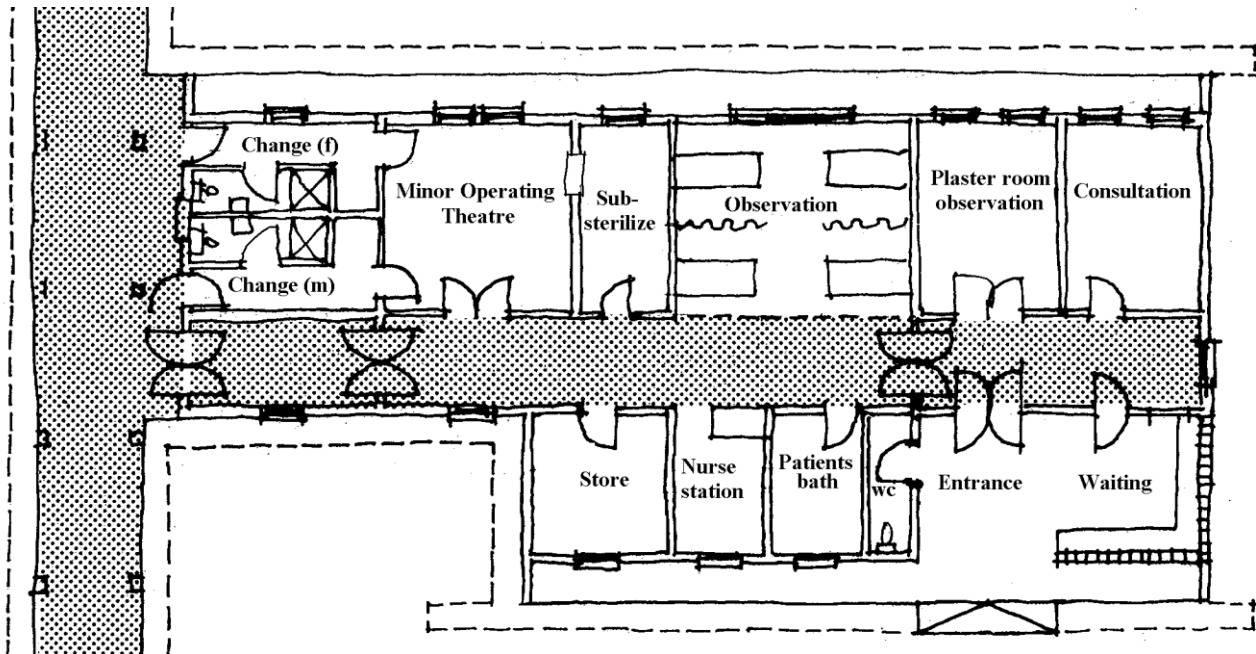 Change (f)
Minor Operating
Theatre
Sub-
sterilize
Observation
Plaster room
observation
Consultation
Change (m)
Store
Nurse
station
Patients
bath
wc
Entrance
Waiting